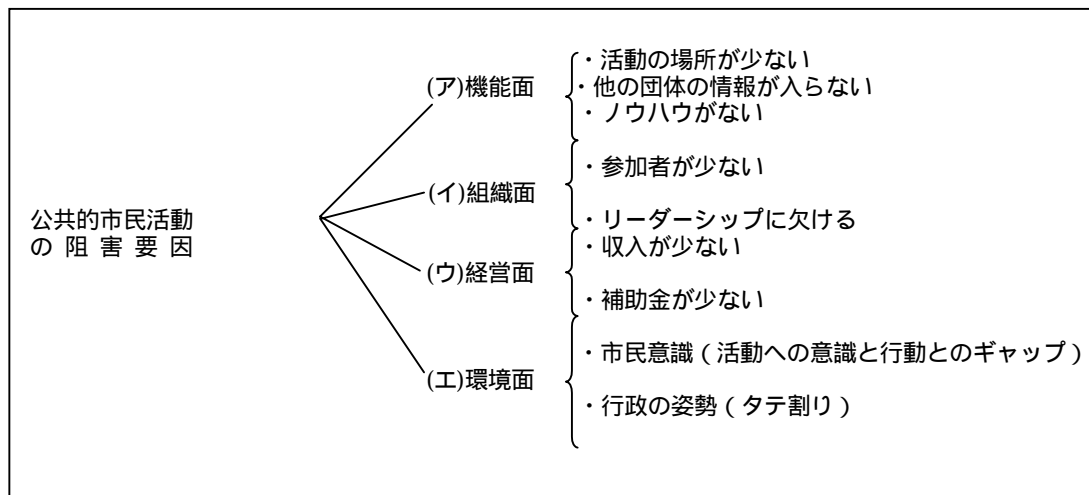 公共的市民活動
の 阻 害 要 因
(ア)機能面
・活動の場所が少ない
・他の団体の情報が入らない
・ノウハウがない
(イ)組織面
・参加者が少ない
・リーダーシップに欠ける
(ウ)経営面
・収入が少ない
・補助金が少ない
(エ)環境面
・市民意識（活動への意識と行動とのギャップ）
・行政の姿勢（タテ割り）